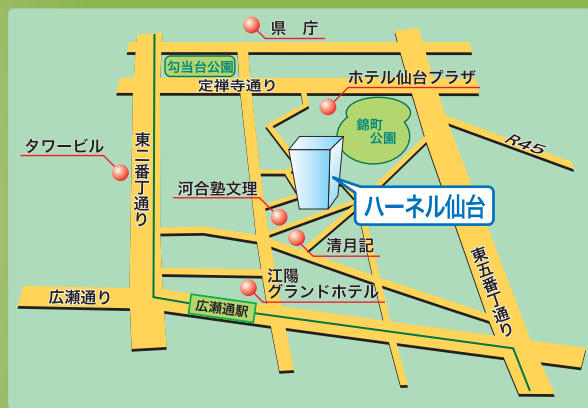 県 庁
勾当台公園
定禅寺通り
ホテル仙台プラザ
錦町
公園
R45
タワービル
東二番丁通り
河合塾文理
ハーネル仙台
清月記
東五番丁通り
江陽
グランドホテル
広瀬通り
広瀬通駅